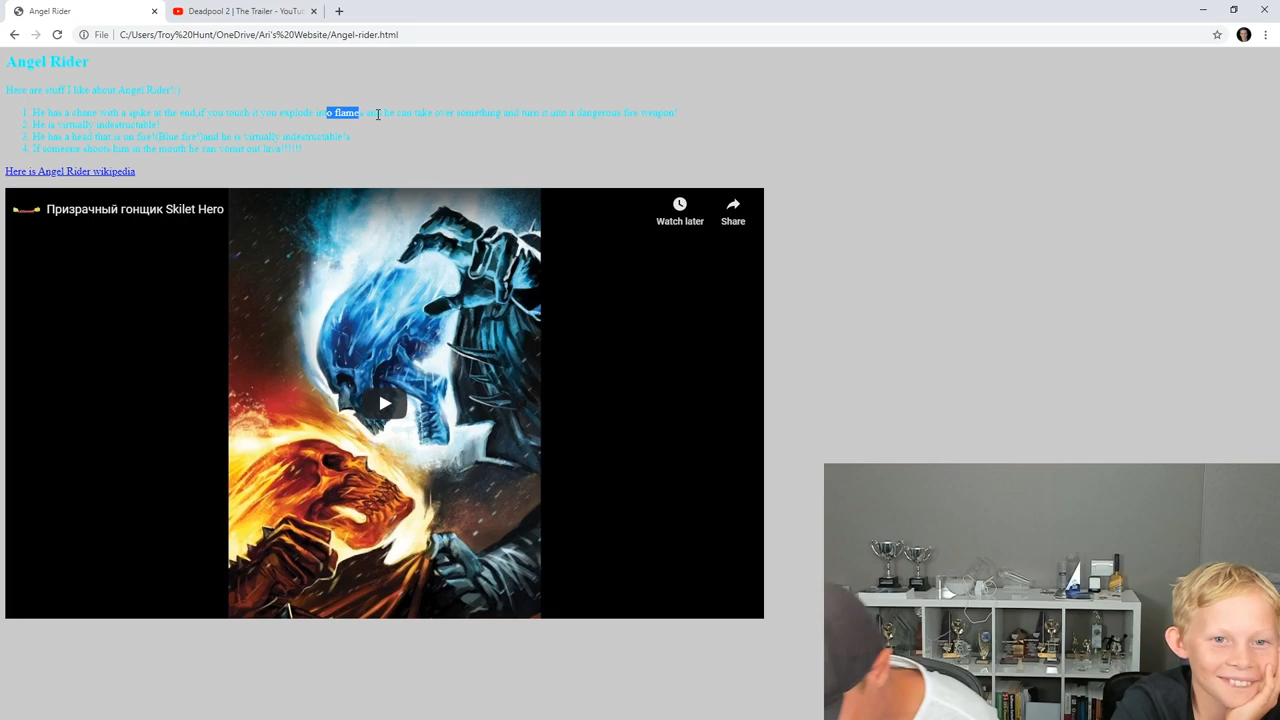 Angel Rider
Deadpool 2 | The Trailer - YouTu
File
C:/Users/Troy%20Hunt/OneDrive/Ari's%20Website/Angel-rider.html
Angel Rider
Here are stuff I like about Angel Rider!:)
1. He has a chane with a spike at the end,if you touch it you explode into flames and he can take over something and turn it into a dangerous fire weapon!
2. He is virtually indestructable!
3. He has a head that is on fire!(Blue fire!)and he is virtually indestructable!a
4. If someone shoots him in the mouth he can vomit out lava!!!!!!
Here is Angel Rider wikipedia
Призрачный гонщик Skilet Hero
Watch later
Share